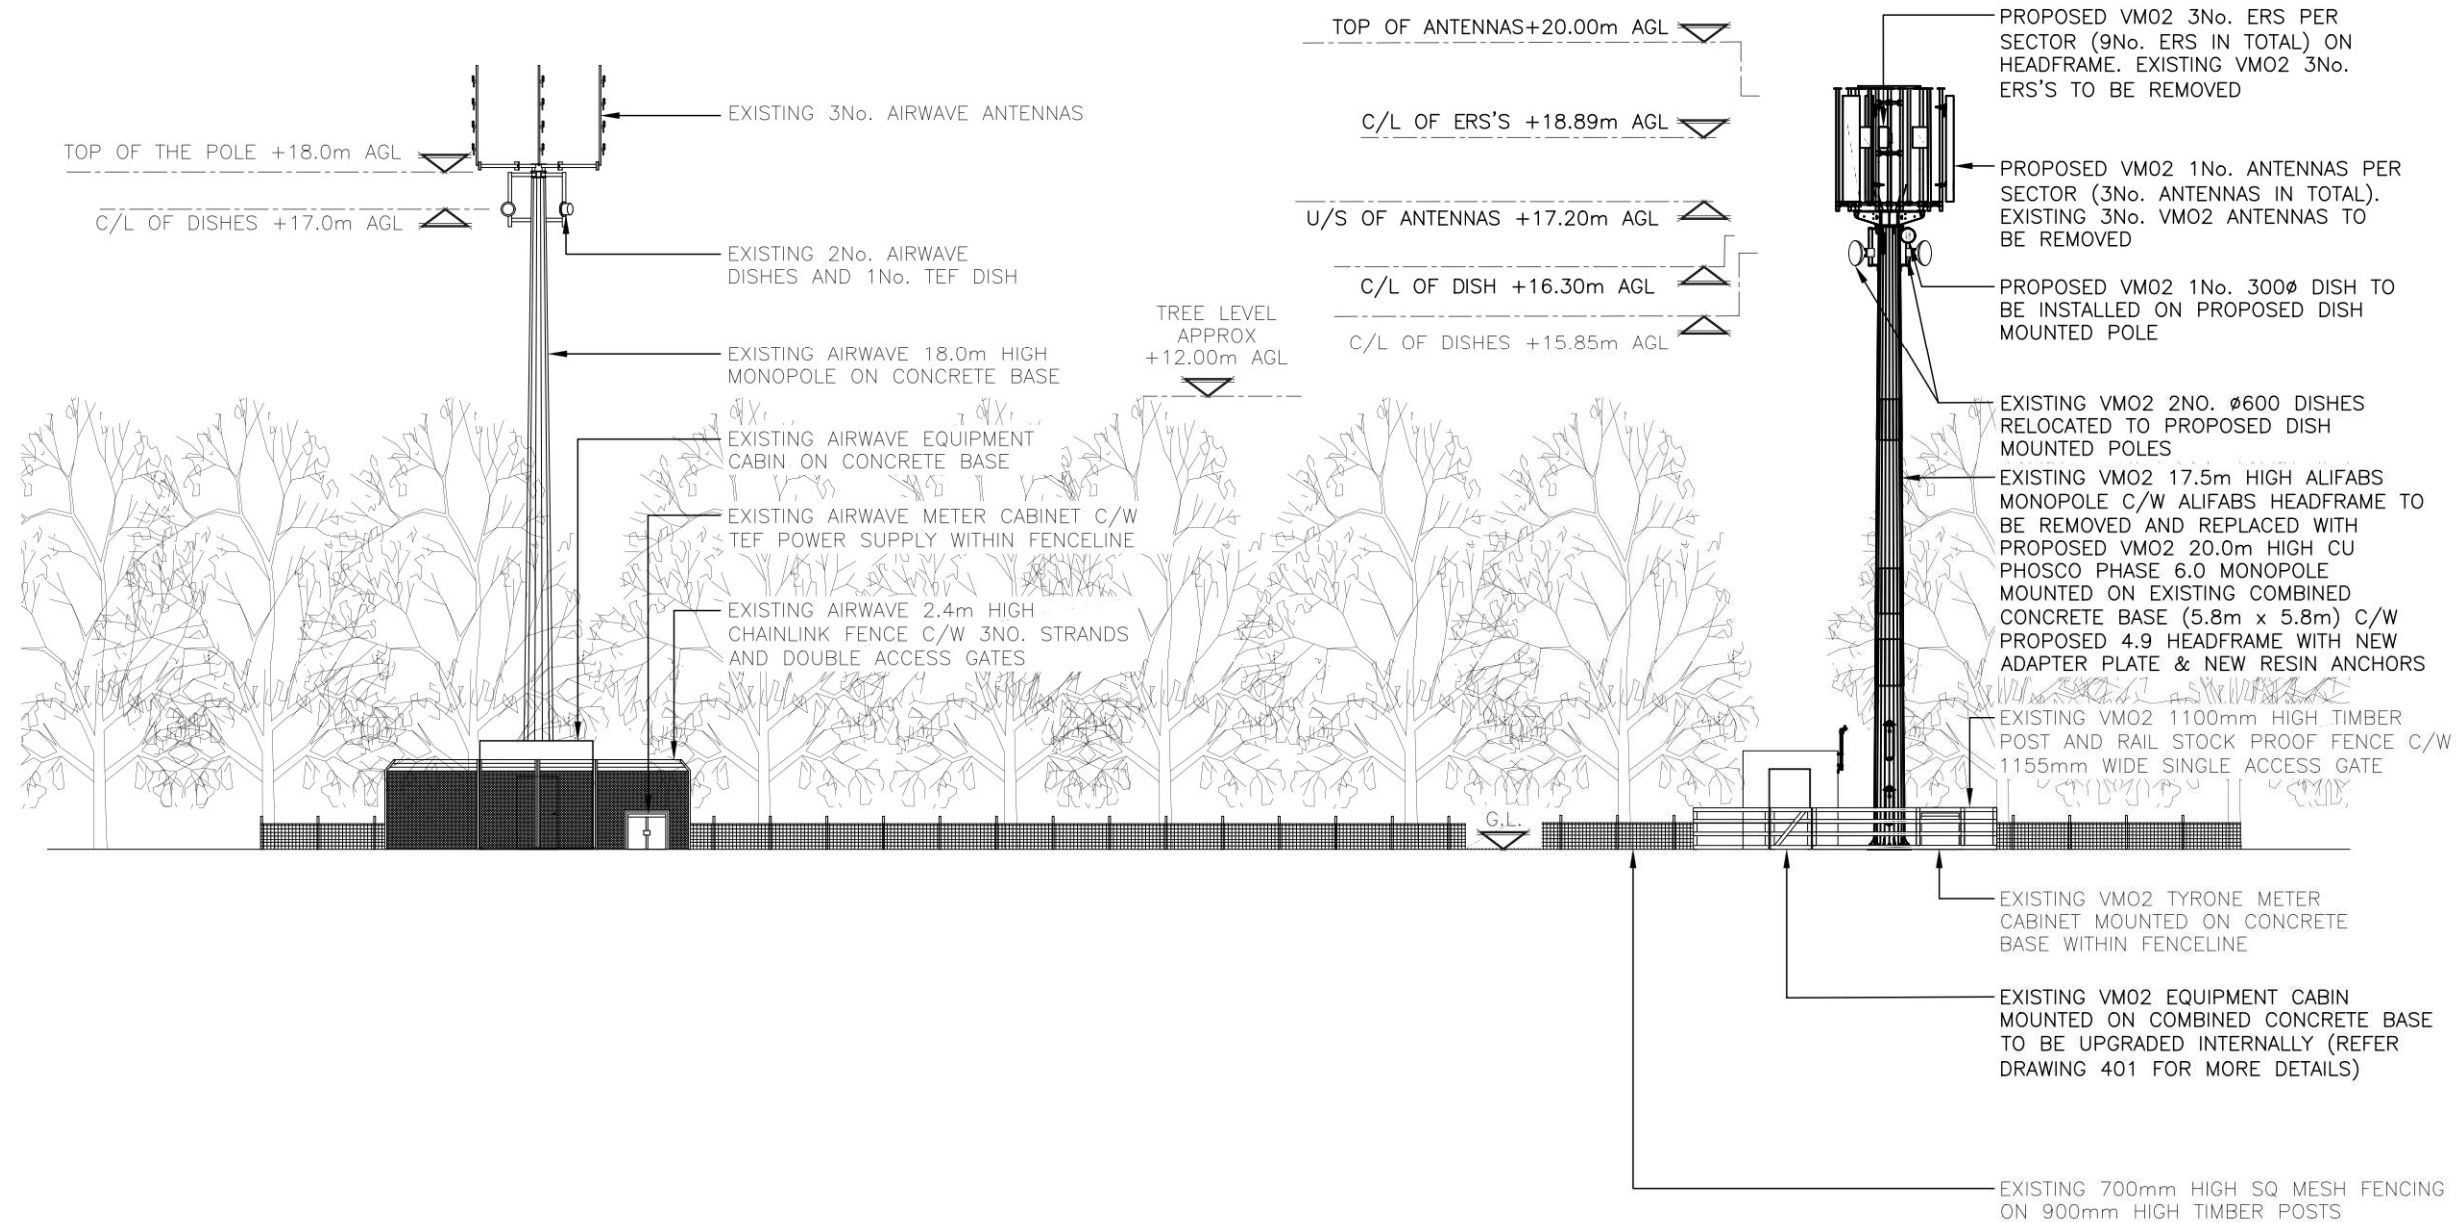 TOP OF THE POLE +18.0m AGL
C/L OF DISHES +17.0m AGL
EXISTING 3No. AIRWAVE ANTENNAS
EXISTING 2No. AIRWAVE
DISHES AND 1No. TEF DISH
EXISTING AIRWAVE 18.0m HIGH
MONOPOLE ON CONCRETE BASE
EXISTING AIRWAVE EQUIPMENT
CABIN ON CONCRETE BASE
EXISTING AIRWAVE METER CABINET C/W
TEF POWER SUPPLY WITHIN FENCELINE
EXISTING AIRWAVE 2.4m HIGH
CHAINLINK FENCE C/W 3NO. STRANDS
AND DOUBLE ACCESS GATES
TREE LEVEL
APPROX
+12.00m AGL
TOP OF ANTENNAS+20.00m AGL
C/L OF ERS'S +18.89m AGL
U/S OF ANTENNAS +17.20m AGL
C/L OF DISH +16.30m AGL
C/L OF DISHES +15.85m AGL
G.L.
PROPOSED VMO2 3No. ERS PER
SECTOR (9No. ERS IN TOTAL) ON
HEADFRAME. EXISTING VMO2 3No.
ERS'S TO BE REMOVED
PROPOSED VMO2 1No. ANTENNAS PER
SECTOR (3No. ANTENNAS IN TOTAL).
EXISTING 3No. VMO2 ANTENNAS TO
BE REMOVED
PROPOSED VMO2 1No. 300ø DISH TO
BE INSTALLED ON PROPOSED DISH
MOUNTED POLE
EXISTING VMO2 2NO. ø600 DISHES
RELOCATED TO PROPOSED DISH
MOUNTED POLES
EXISTING VMO2 17.5m HIGH ALIFABS
MONOPOLE C/W ALIFABS HEADFRAME TO
BE REMOVED AND REPLACED WITH
PROPOSED VMO2 20.0m HIGH CU
PHOSCO PHASE 6.0 MONOPOLE
MOUNTED ON EXISTING COMBINED
CONCRETE BASE (5.8m x 5.8m) C/W
PROPOSED 4.9 HEADFRAME WITH NEW
ADAPTER PLATE & NEW RESIN ANCHORS
EXISTING VMO2 1100mm HIGH TIMBER
POST AND RAIL STOCK PROOF FENCE C/W
1155mm WIDE SINGLE ACCESS GATE
EXISTING VMO2 TYRONE METER
CABINET MOUNTED ON CONCRETE
BASE WITHIN FENCELINE
EXISTING VMO2 EQUIPMENT CABIN
MOUNTED ON COMBINED CONCRETE BASE
TO BE UPGRADED INTERNALLY (REFER
DRAWING 401 FOR MORE DETAILS)
EXISTING 700mm HIGH SQ MESH FENCING
ON 900mm HIGH TIMBER POSTS